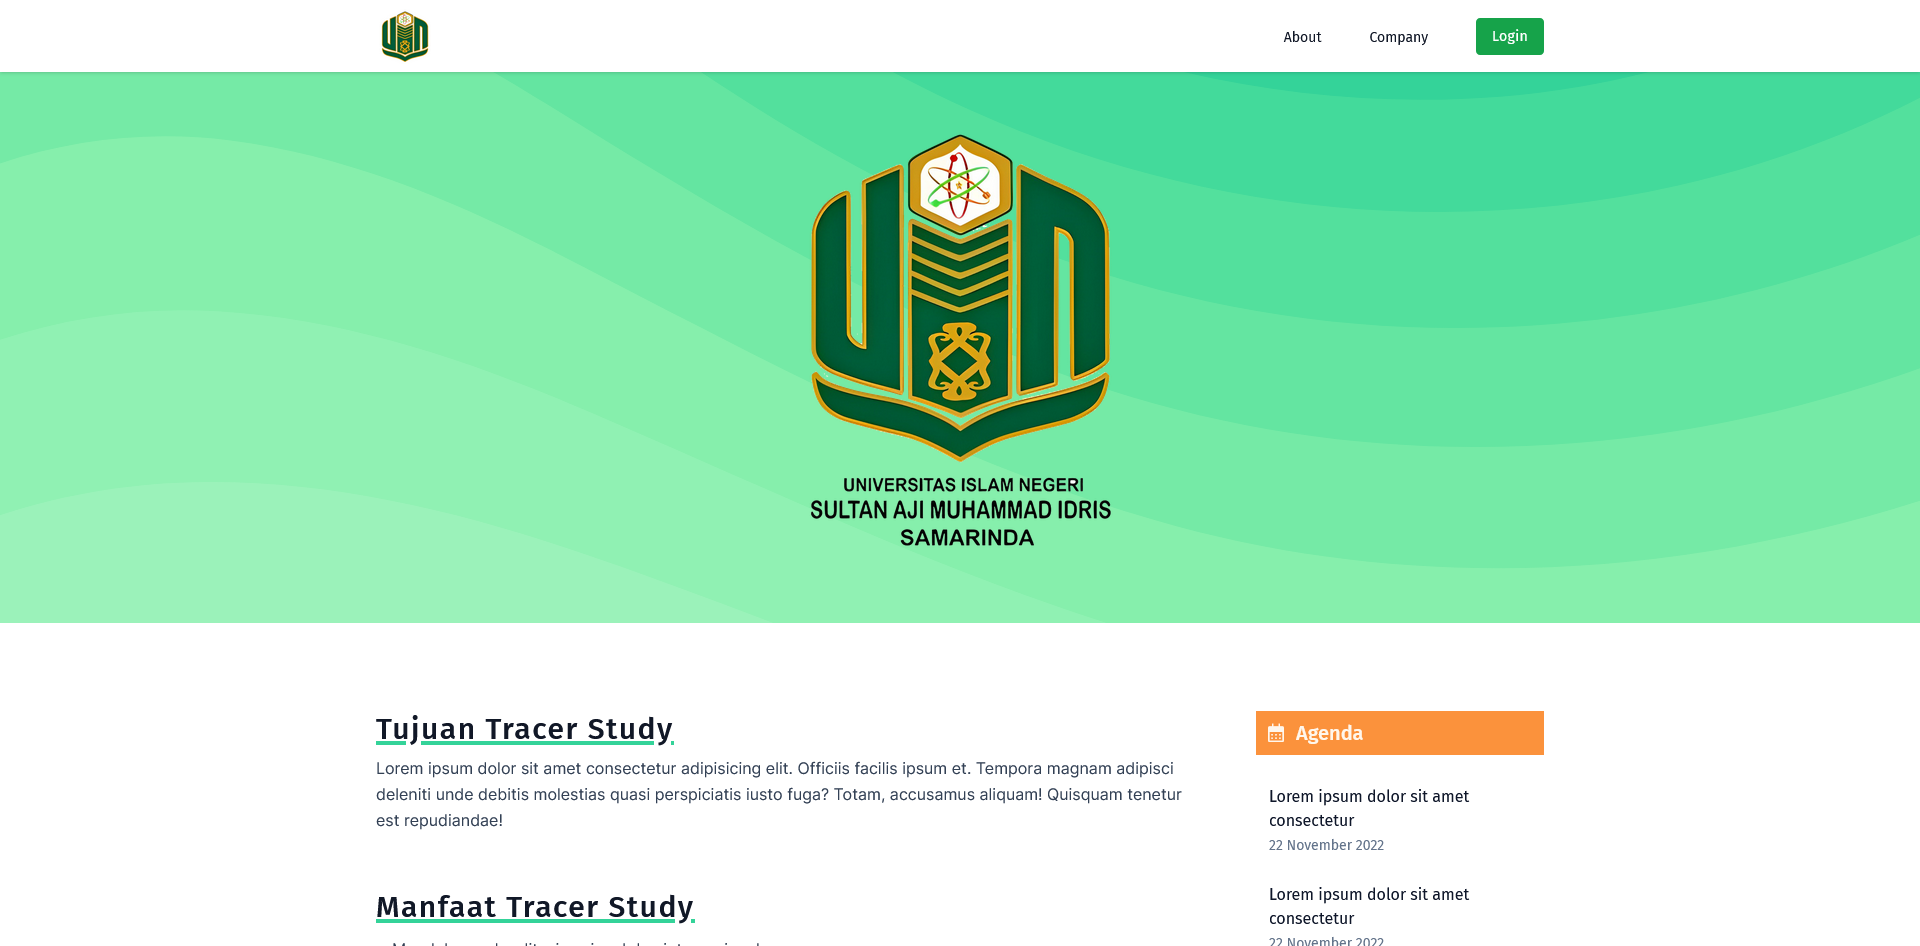 About
Company
Login
UNIVERSITAS ISLAM NEGERI
SULTAN AJI MUHAMMAD IDRIS
SAMARINDA
Tujuan Tracer Study
Lorem ipsum dolor sit amet consectetur adipisicing elit. Officiis facilis ipsum et. Tempora magnam adipisci
deleniti unde debitis molestias quasi perspiciatis iusto fuga? Totam, accusamus aliquam! Quisquam tenetur
est repudiandae!
Manfaat Tracer Study
Agenda
Lorem ipsum dolor sit amet
consectetur
22 November 2022
Lorem ipsum dolor sit amet
consectetur
22 November 2022